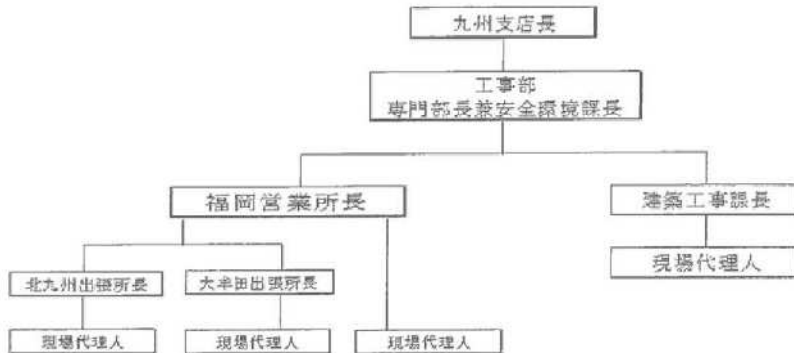 九州支店長
工事部
専門部長兼安全環境課長
福岡営業所長
建築工事課長
現場代理人
北九州出張所長
大牟田出張所長
現場代理人
現場代理人
現場代理人